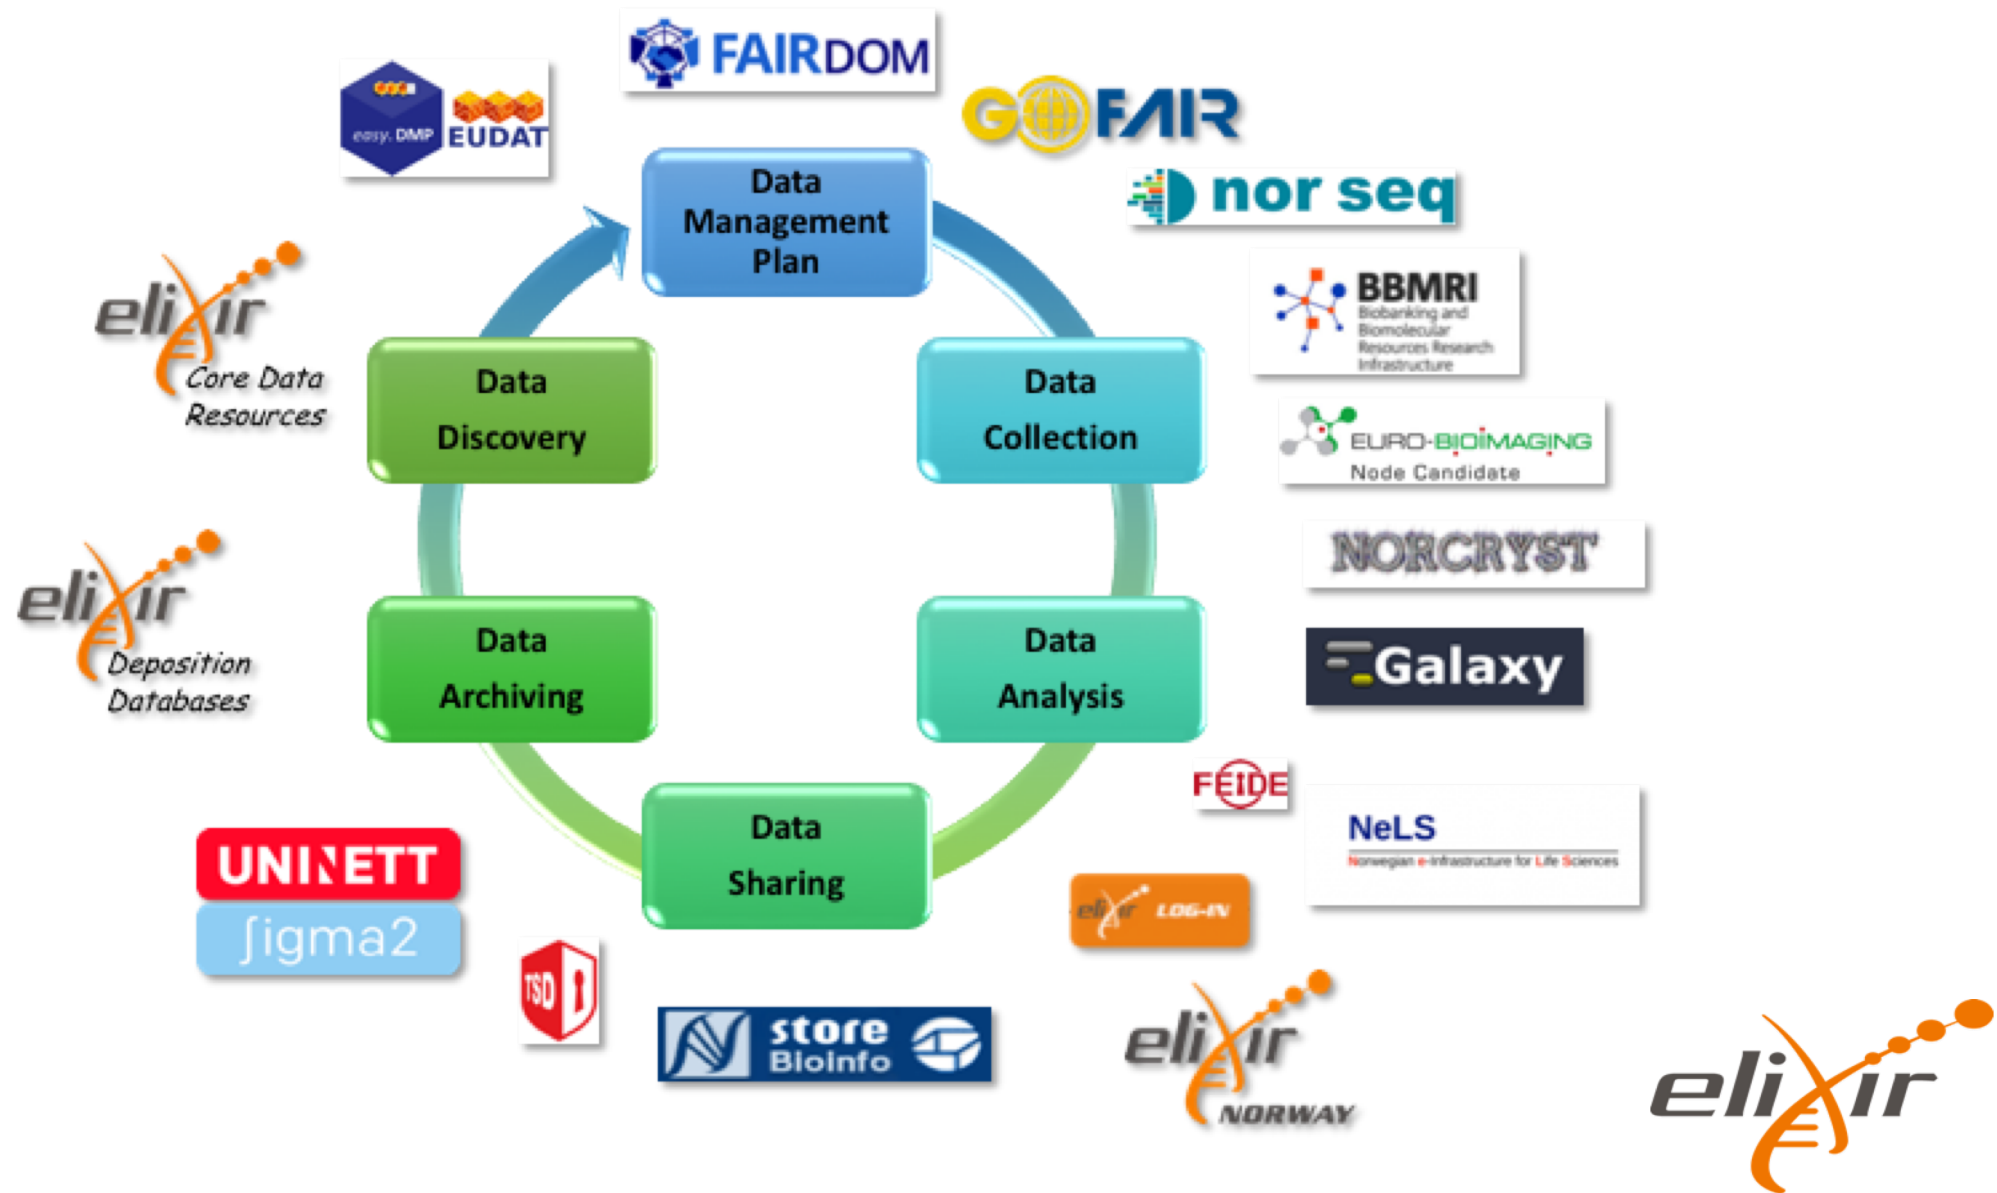 FAIRDOM
easy.DMP
EUDAT
GOFAIR
nor seq
Data
Management
Plan
BBMRI
Biobanking and
Biomolecular
Resources Research
Infrastructure
elixir
Core Data
Resources
Data
Discovery
Data
Collection
EURO-BIOIMAGING
Node Candidate
NORCRYST
elixir
Deposition
Databases
Data
Archiving
Data
Analysis
Galaxy
FEIDE
NeLS
Norwegian e-Infrastructure for Life Sciences
Data
Sharing
UNINETT
sigma2
elixir LOG-IN
TSD
store
BioInfo
elixir
NORWAY
elixir